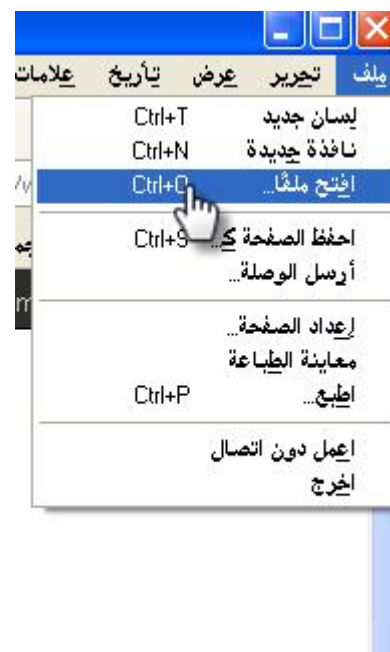 ملف تحرير عرض تأريخ علامات
لسان جديد Ctrl+T
نافذة جديدة Ctrl+N
افتح ملفًا... Ctrl+O
احفظ الصفحة ك... Ctrl+S
أرسل الوصلة...
إعداد الصفحة...
معاينة الطباعة
اطبع... Ctrl+P
اعمل دون اتصال
اخرج